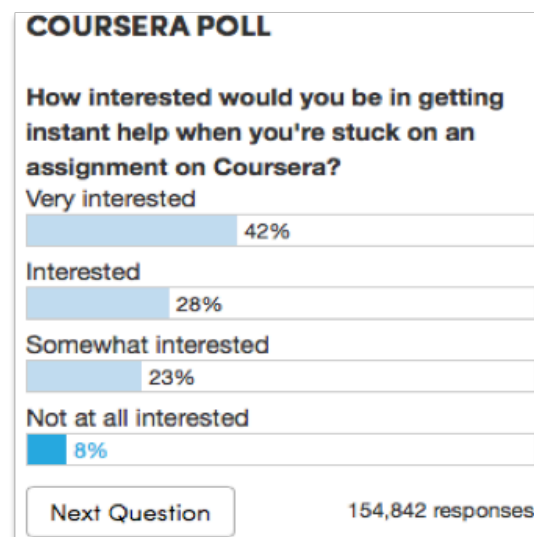 COURSERA POLL
How interested would you be in getting
instant help when you're stuck on an
assignment on Coursera?
Very interested
42%
Interested
28%
Somewhat interested
23%
Not at all interested
8%
Next Question
154,842 responses